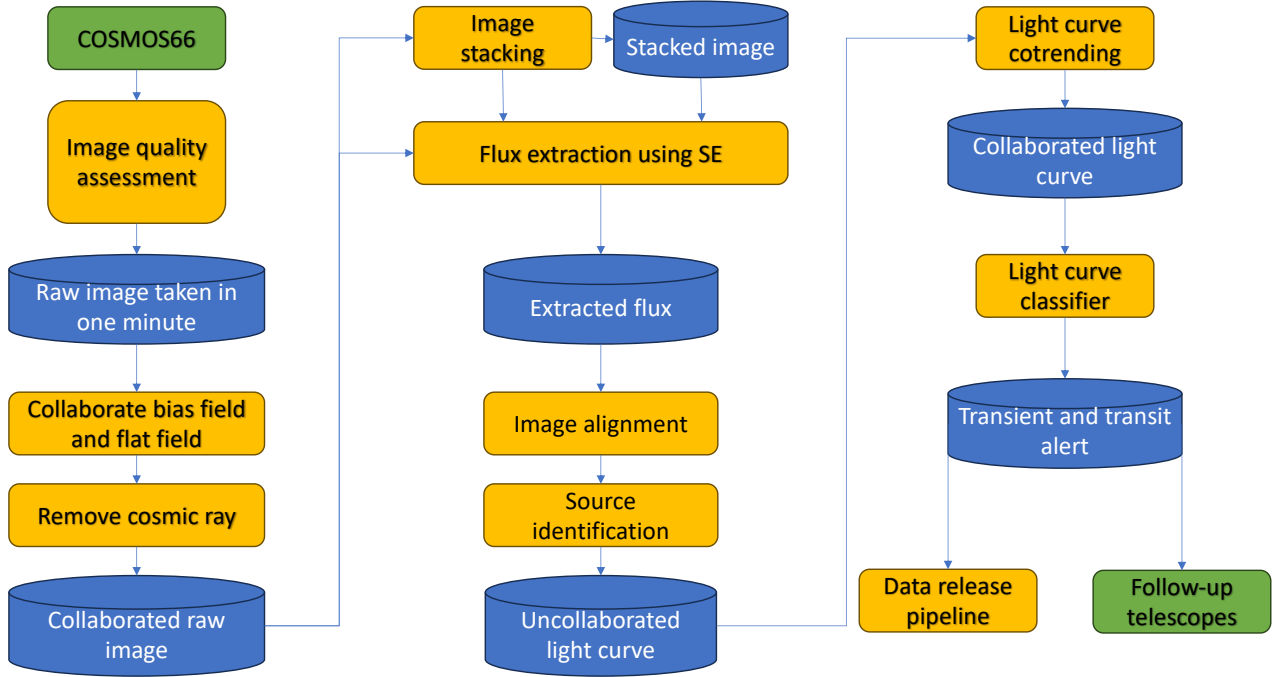 COSMOS66
Image quality
assessment
Raw image taken in
one minute
Collaborate bias field
and flat field
Remove cosmic ray
Collaborated raw
image
Image
stacking
Stacked image
Flux extraction using SE
Extracted flux
Image alignment
Source
identification
Uncollaborated
light curve
Light curve
cotrending
Collaborated light
curve
Light curve
classifier
Transient and transit
alert
Data release
pipeline
Follow-up
telescopes